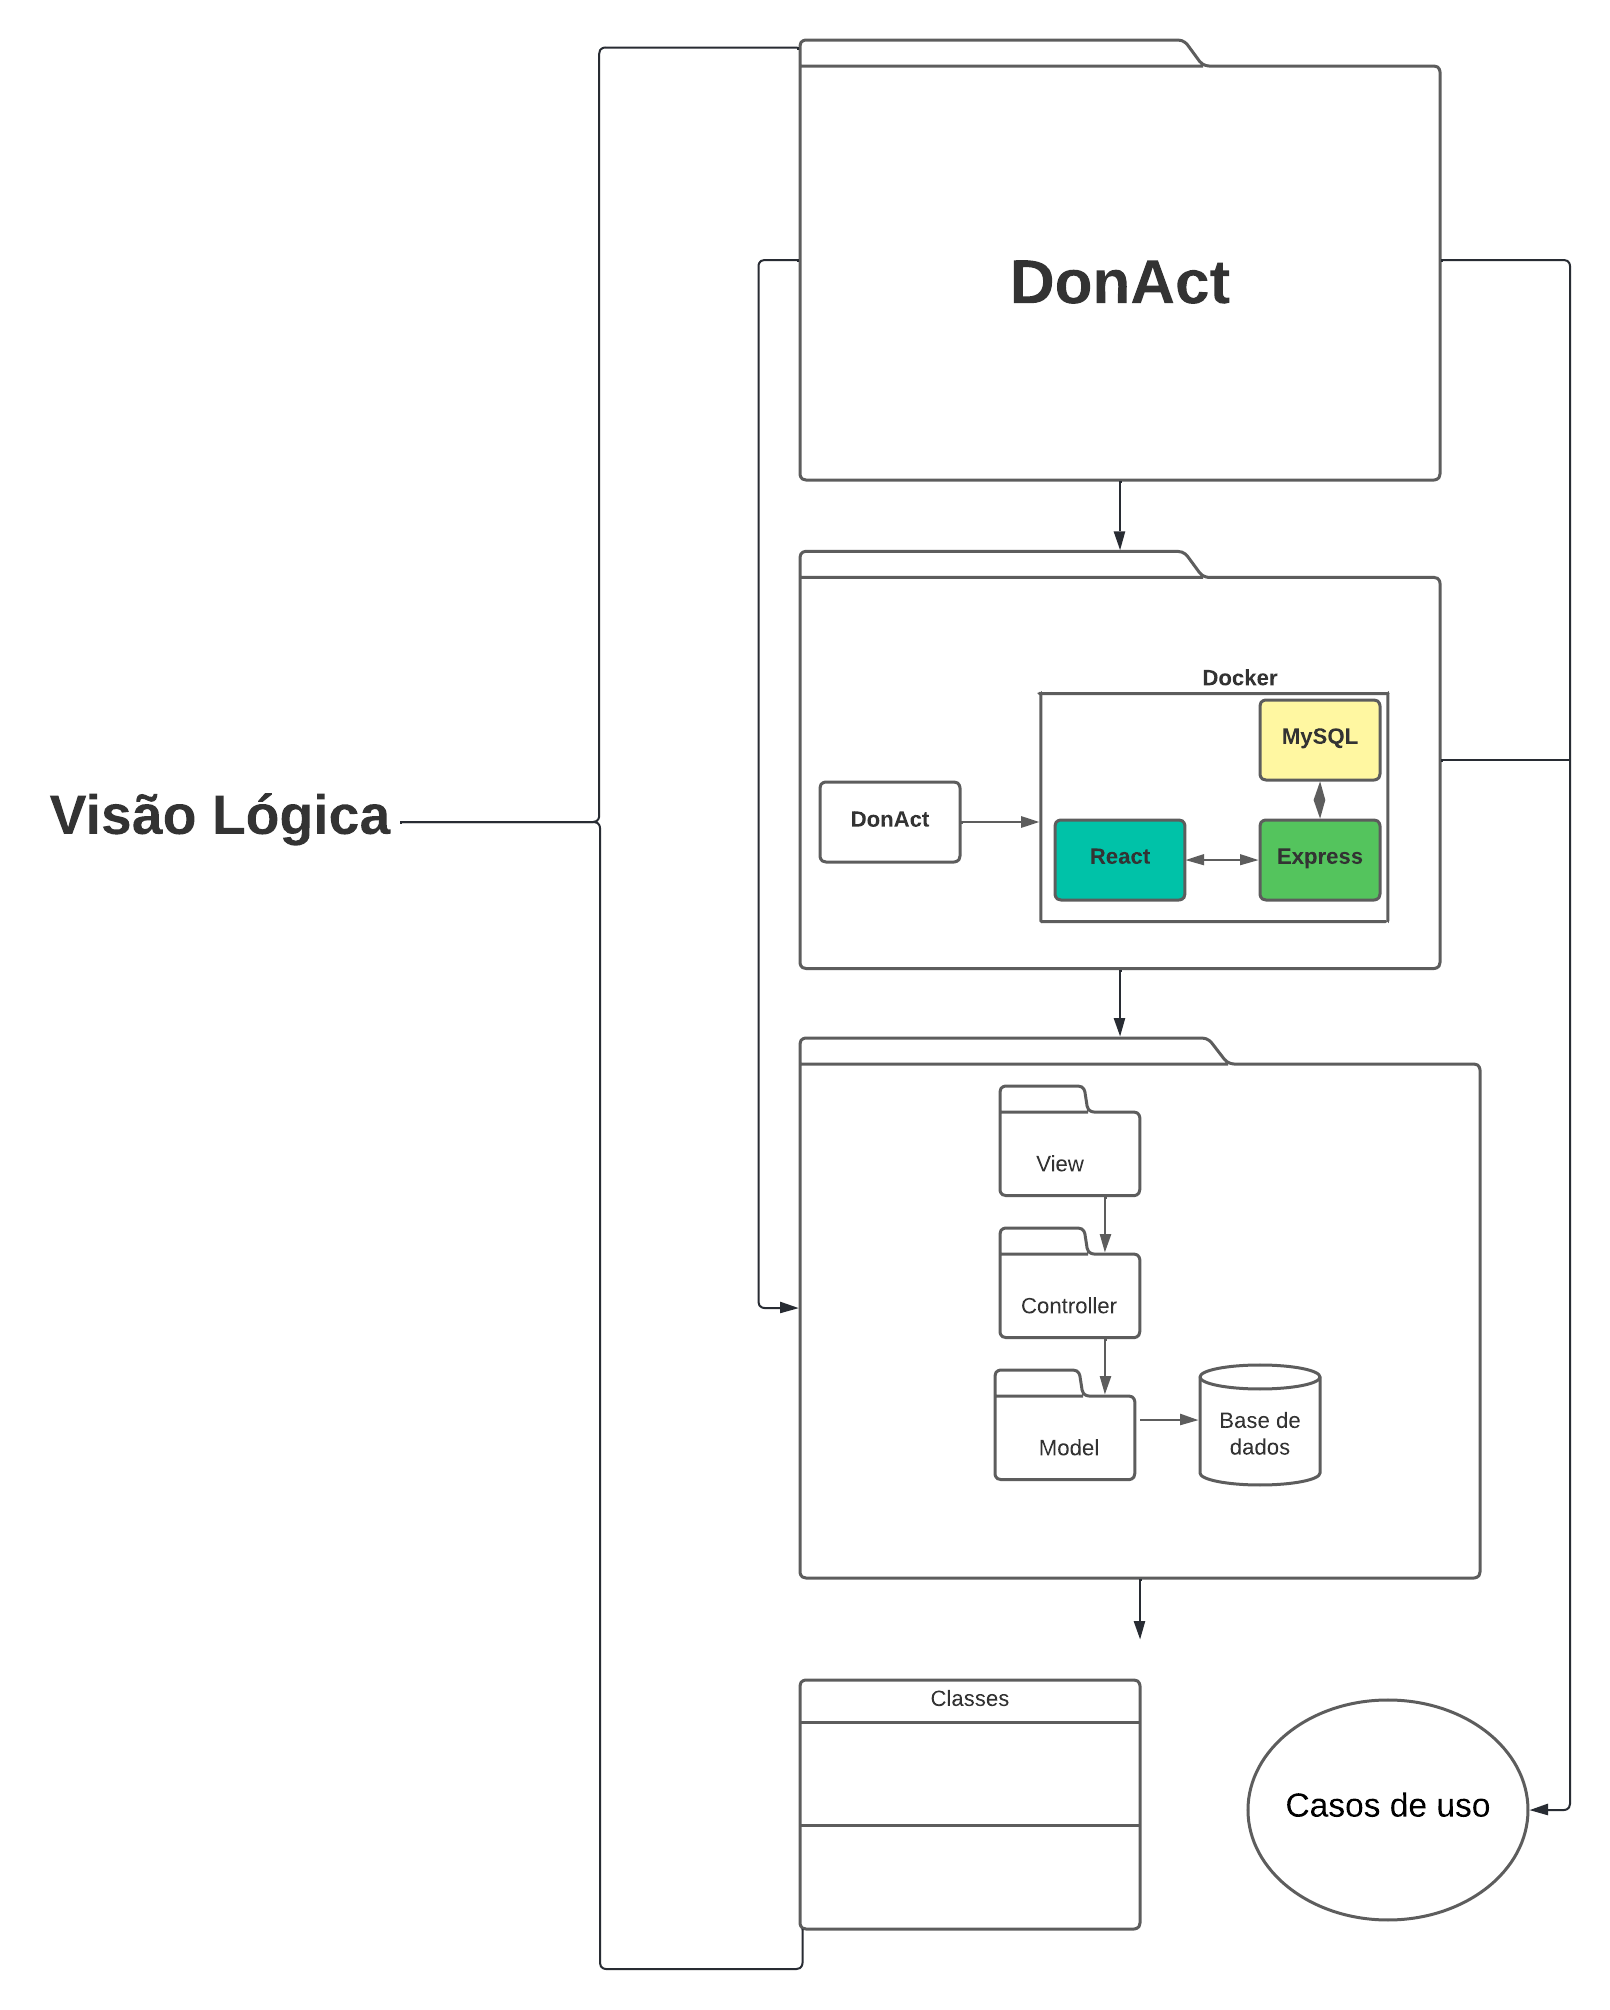 DonAct
Docker
MySQL
Visão Lógica
DonAct
React
Express
View
Controller
Model
Base de
dados
Classes
Casos de uso